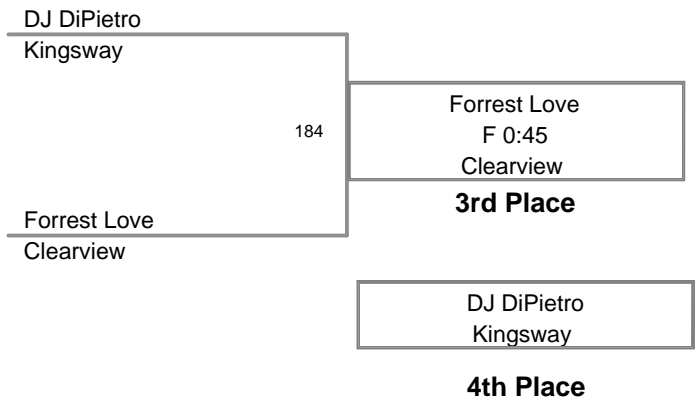 DJ DiPietro
Kingsway
184
Forrest Love
F 0:45
Clearview
3rd Place
Forrest Love
Clearview
DJ DiPietro
Kingsway
4th Place